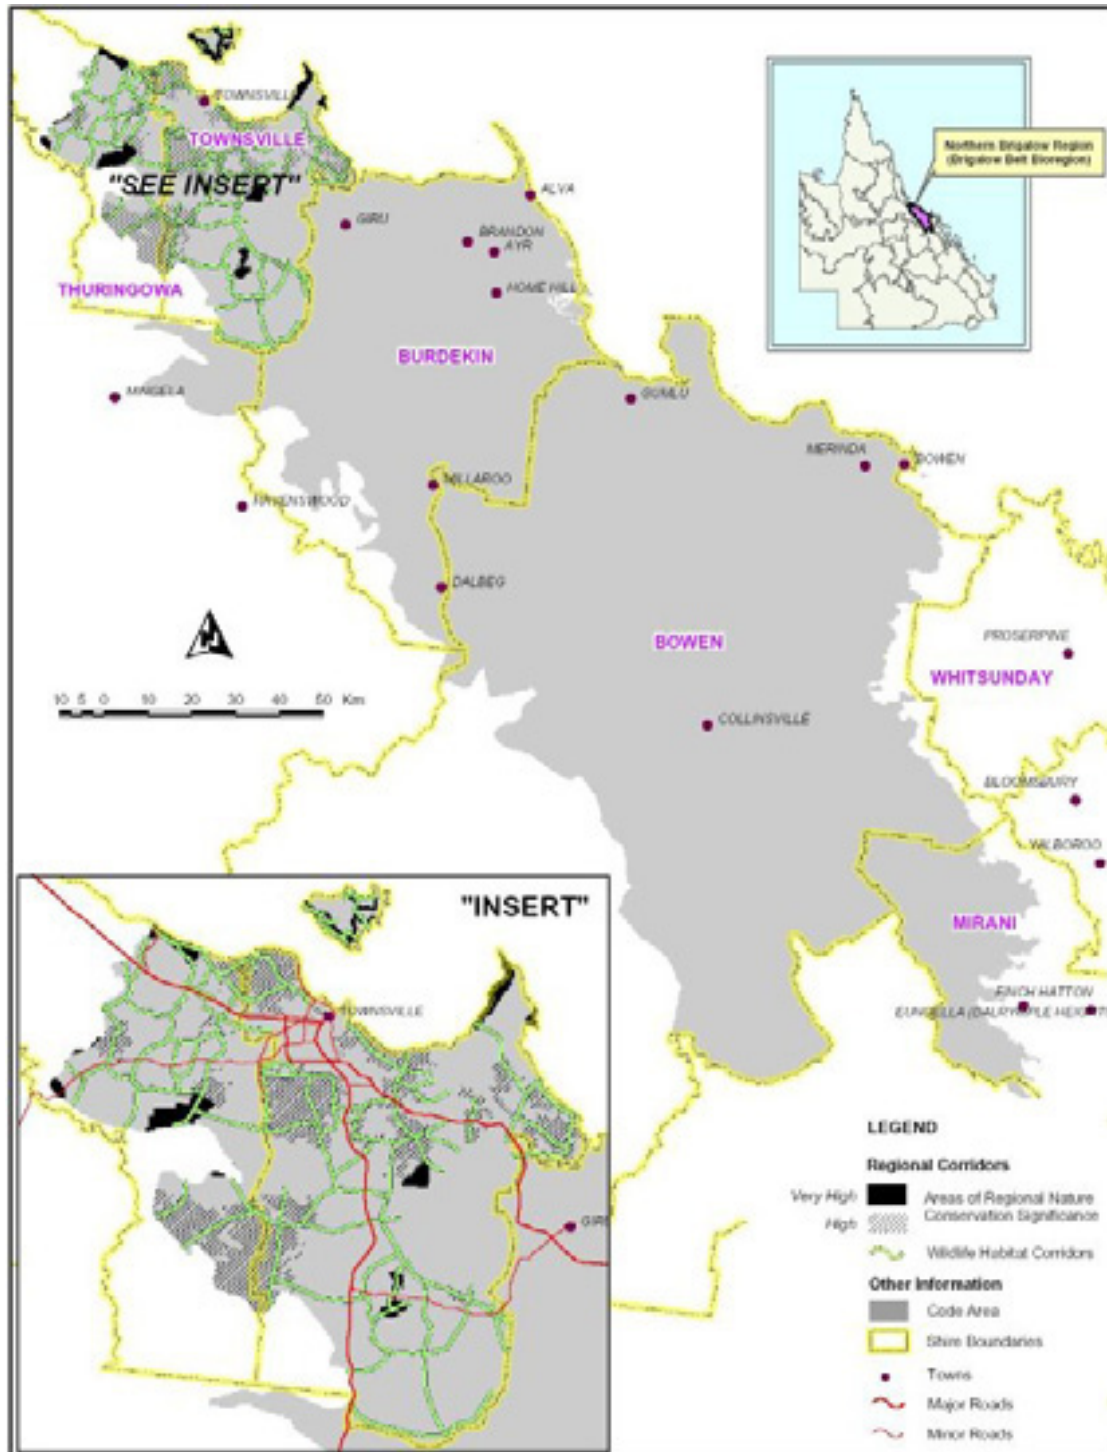 TOWNSVILLE
TOWNSVILLE
"SEE INSERT"
THURINGOWA
GIRU
ALVA
BRANDON
AYR
HOME HILL
BURDEKIN
Northern Brigalow Region
(Brigalow Belt Bioregion)
MINGELA
GUMLU
MERINDA
BOWEN
MILLAROO
RAVENSWOOD
DALBEG
BOWEN
PROSERPINE
WHITSUNDAY
10 5 0 10 20 30 40 50 Km
COLLINSVILLE
BLOOMSBURY
MIRANI
FINCH HATTON
EUNGELLA (DALRYMPLE HEIGHT
"INSERT"
TOWNSVILLE
GIRU
LEGEND
Regional Corridors
Very High
High
Areas of Regional Nature
Conservation Significance
Wildlife Habitat Corridors
Other Information
Code Area
Shire Boundaries
Towns
Major Roads
Minor Roads